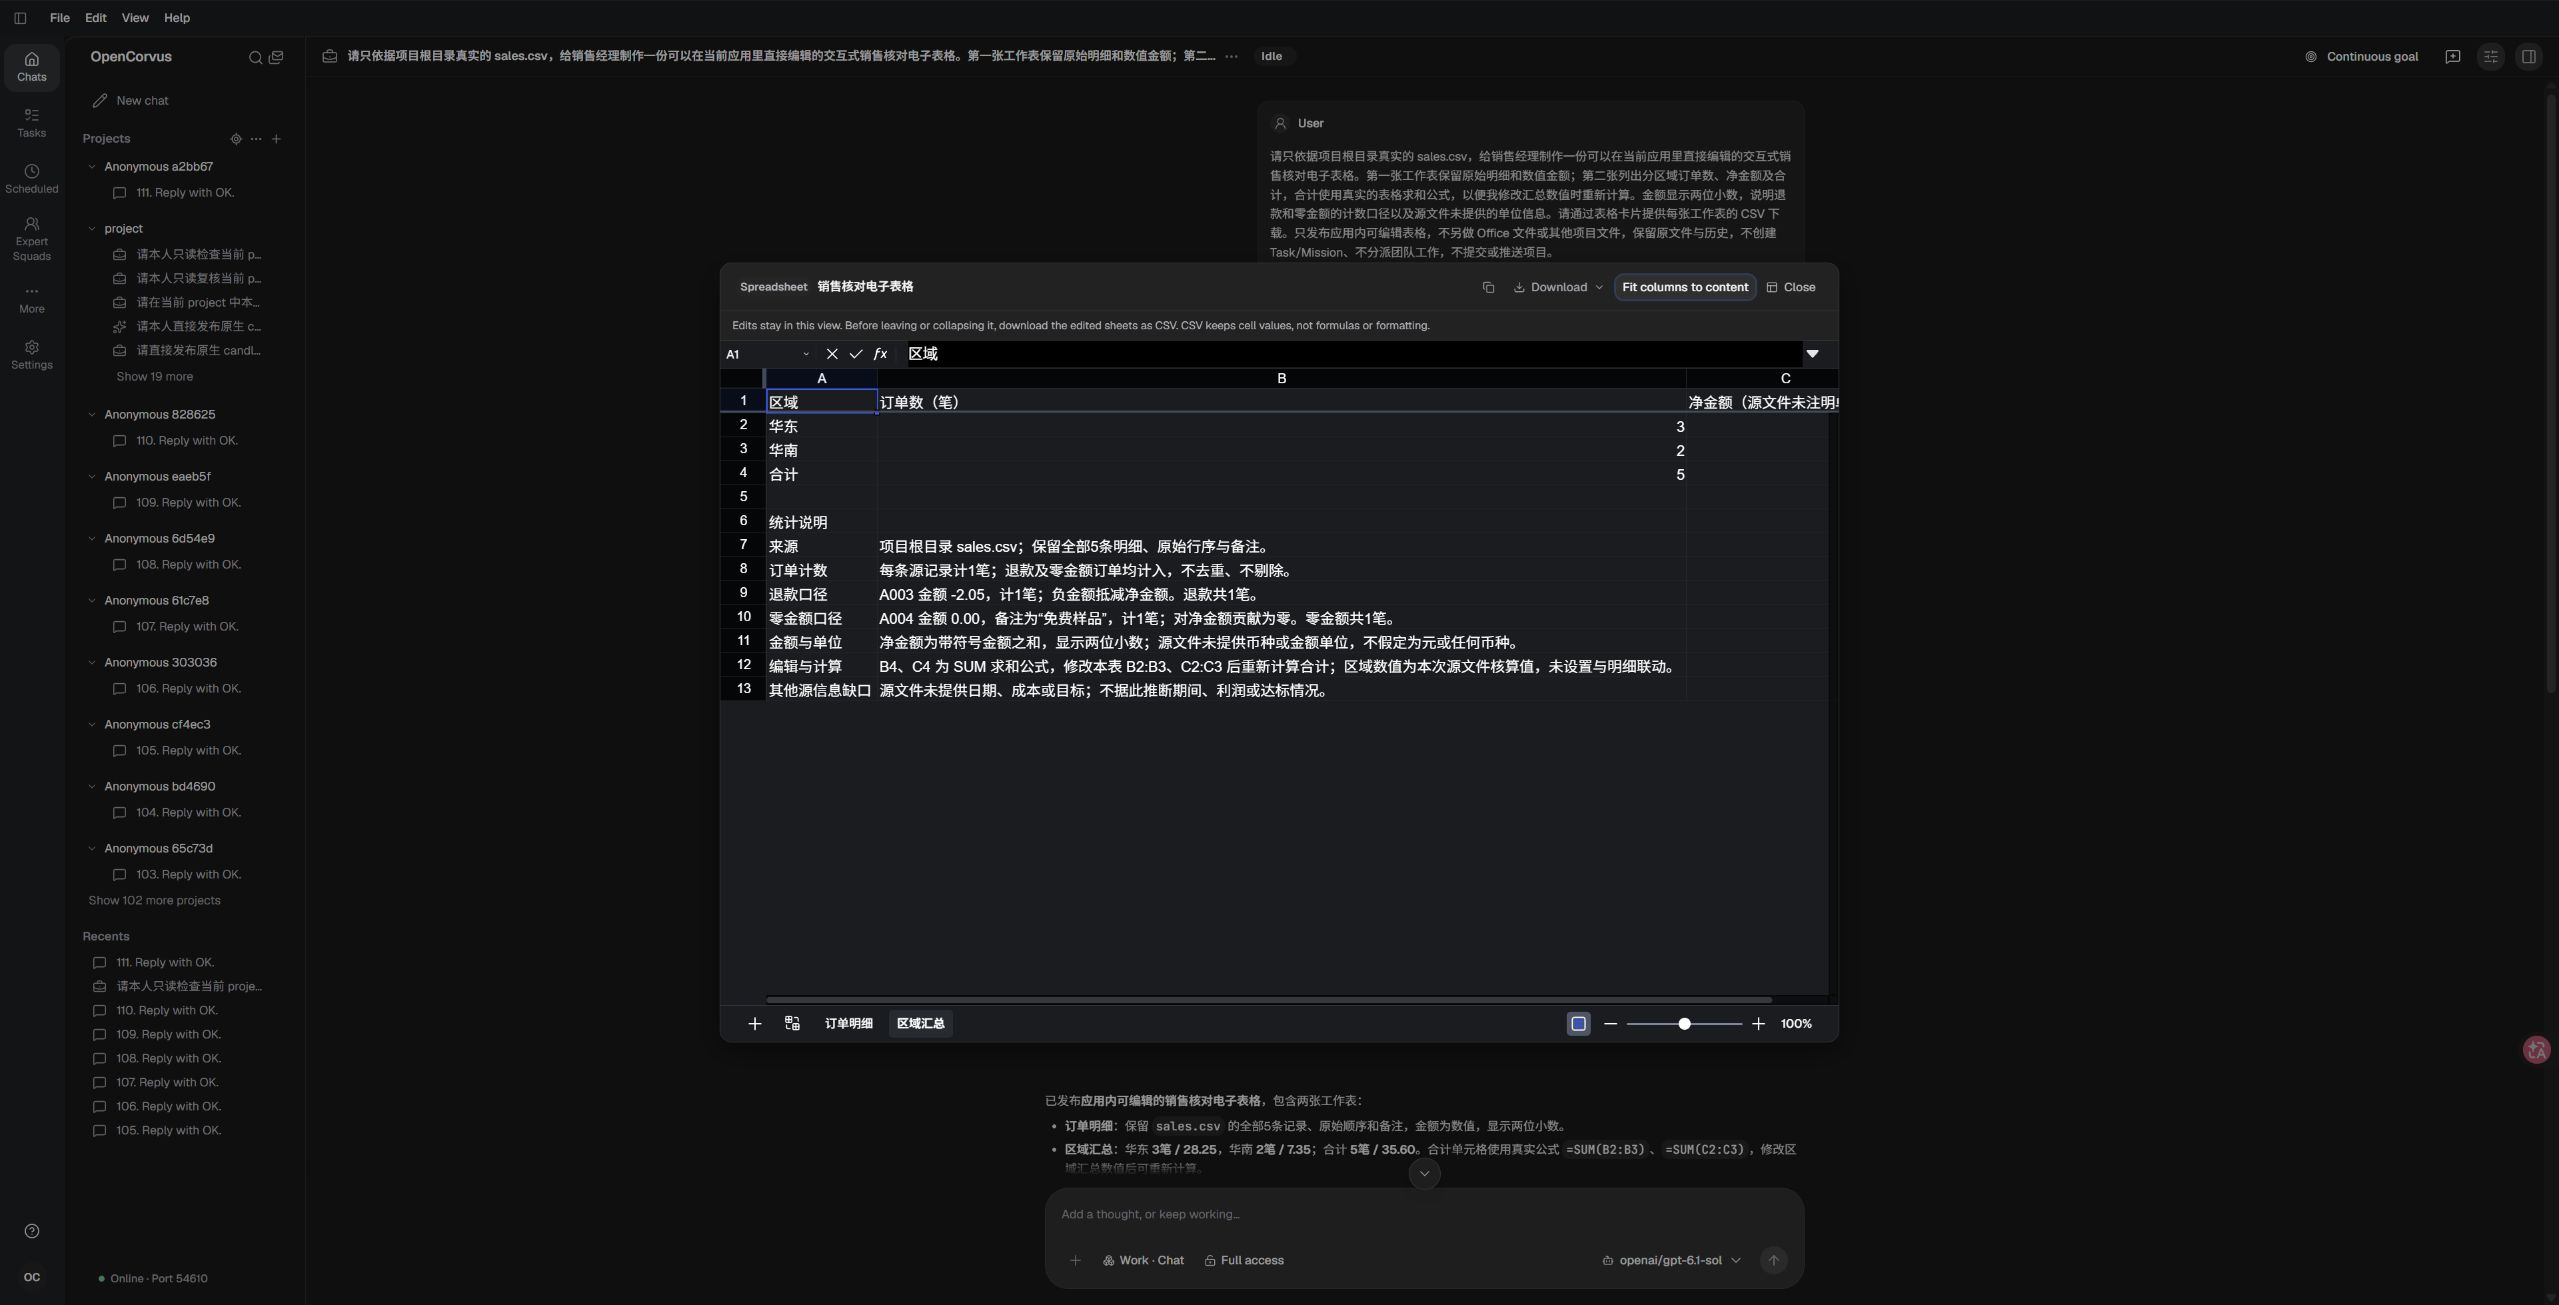 File Edit View Help
Chats
Tasks
Scheduled
Expert
Squads
More
Settings
OC
OpenCorvus
New chat
Projects
Anonymous a2bb67
111. Reply with OK.
project
请本人只读检查当前 p...
请本人只读复核当前 p...
请在当前 project 中本...
请本人直接发布原生 c...
请直接发布原生 candl...
Show 19 more
Anonymous 828625
110. Reply with OK.
Anonymous eaeb5f
109. Reply with OK.
Anonymous 6d54e9
108. Reply with OK.
Anonymous 61c7e8
107. Reply with OK.
Anonymous 303036
106. Reply with OK.
Anonymous cf4ec3
105. Reply with OK.
Anonymous bd4690
104. Reply with OK.
Anonymous 65c73d
103. Reply with OK.
Show 102 more projects
Recents
111. Reply with OK.
请本人只读检查当前 proje...
110. Reply with OK.
109. Reply with OK.
108. Reply with OK.
107. Reply with OK.
106. Reply with OK.
105. Reply with OK.
Online · Port 54610
请只依据项目根目录真实的 sales.csv，给销售经理制作一份可以在当前应用里直接编辑的交互式销售核对电子表格。第一张工作表保留原始明细和数值金额；第二... Idle
Continuous goal
User
请只依据项目根目录真实的 sales.csv，给销售经理制作一份可以在当前应用里直接编辑的交互式销
售核对电子表格。第一张工作表保留原始明细和数值金额；第二张列出分区域订单数、净金额及合
计，合计使用真实的表格求和公式，以便我修改汇总数值时重新计算。金额显示两位小数，说明退
款和零金额的计数口径以及源文件未提供的单位信息。请通过表格卡片提供每张工作表的 CSV 下
载。只发布应用内可编辑表格，不另做 Office 文件或其他项目文件，保留原文件与历史，不创建
Task/Mission、不分派团队工作，不提交或推送项目。
Spreadsheet 销售核对电子表格 Download Fit columns to content Close
Edits stay in this view. Before leaving or collapsing it, download the edited sheets as CSV. CSV keeps cell values, not formulas or formatting.
A1 fx 区域
A B C
1 区域 订单数（笔） 净金额（源文件未注明
2 华东 3
3 华南 2
4 合计 5
5
6 统计说明
7 来源 项目根目录 sales.csv；保留全部5条明细、原始行序与备注。
8 订单计数 每条源记录计1笔；退款及零金额订单均计入，不去重、不剔除。
9 退款口径 A003 金额 -2.05，计1笔；负金额抵减净金额。退款共1笔。
10 零金额口径 A004 金额 0.00，备注为“免费样品”，计1笔；对净金额贡献为零。零金额共1笔。
11 金额与单位 净金额为带符号金额之和，显示两位小数；源文件未提供币种或金额单位，不假定为元或任何币种。
12 编辑与计算 B4、C4 为 SUM 求和公式，修改本表 B2:B3、C2:C3 后重新计算合计；区域数值为本次源文件核算值，未设置与明细联动。
13 其他源信息缺口 源文件未提供日期、成本或目标；不据此推断期间、利润或达标情况。
订单明细 区域汇总 100%
已发布应用内可编辑的销售核对电子表格，包含两张工作表：
• 订单明细：保留 sales.csv 的全部5条记录、原始顺序和备注，金额为数值，显示两位小数。
• 区域汇总：华东 3笔 / 28.25，华南 2笔 / 7.35；合计 5笔 / 35.60。合计单元格使用真实公式 =SUM(B2:B3) 、 =SUM(C2:C3) ，修改区
域汇总数值后可重新计算。
Add a thought, or keep working...
Work · Chat Full access openai/gpt-6.1-sol